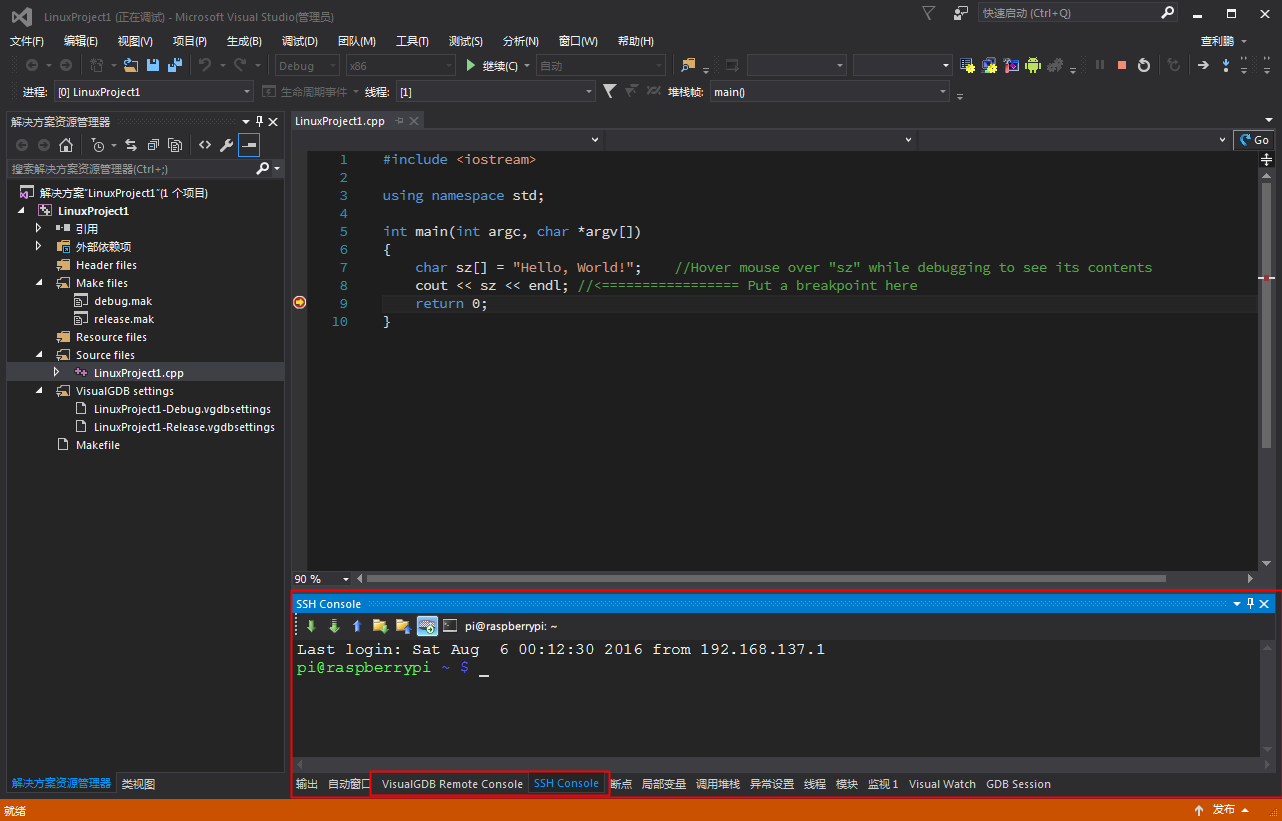 LinuxProject1 (正在调试) - Microsoft Visual Studio(管理员)
快速启动 (Ctrl+Q)
文件(F) 编辑(E) 视图(V) 项目(P) 生成(B) 调试(D) 团队(M) 工具(T) 测试(S) 分析(N) 窗口(W) 帮助(H)
查利鹏
Debug x86 继续(C) 自动
进程: [0] LinuxProject1 生命周期事件 线程: [1] 堆栈帧: main()
解决方案资源管理器
搜索解决方案资源管理器(Ctrl+;)
解决方案"LinuxProject1"(1 个项目)
LinuxProject1
引用
外部依赖项
Header files
Make files
debug.mak
release.mak
Resource files
Source files
LinuxProject1.cpp
VisualGDB settings
LinuxProject1-Debug.vgdbsettings
LinuxProject1-Release.vgdbsettings
Makefile
解决方案资源管理器 类视图
LinuxProject1.cpp
Go
1 #include <iostream>
2
3 using namespace std;
4
5 int main(int argc, char *argv[])
6 {
7 char sz[] = "Hello, World!"; //Hover mouse over "sz" while debugging to see its contents
8 cout << sz << endl; //<================= Put a breakpoint here
9 return 0;
10 }
90 %
SSH Console
pi@raspberrypi: ~
Last login: Sat Aug  6 00:12:30 2016 from 192.168.137.1
pi@raspberrypi ~ $ _
输出 自动窗口 VisualGDB Remote Console SSH Console 断点 局部变量 调用堆栈 异常设置 线程 模块 监视 1 Visual Watch GDB Session
就绪
发布